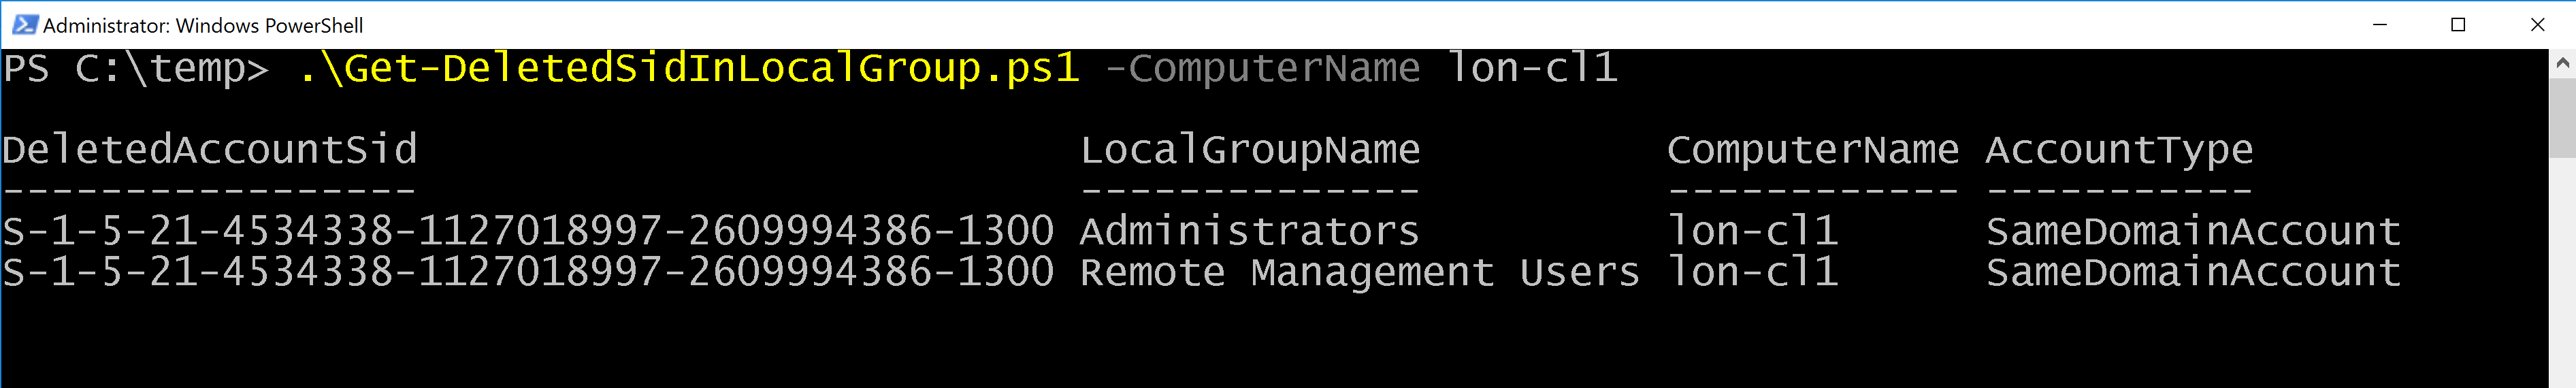 Administrator: Windows PowerShell
PS C:\temp> .\Get-DeletedSidInLocalGroup.ps1 -ComputerName lon-cl1
DeletedAccountSid LocalGroupName ComputerName AccountType
----------------- -------------- ------------ -----------
S-1-5-21-4534338-1127018997-2609994386-1300 Administrators lon-cl1 SameDomainAccount
S-1-5-21-4534338-1127018997-2609994386-1300 Remote Management Users lon-cl1 SameDomainAccount